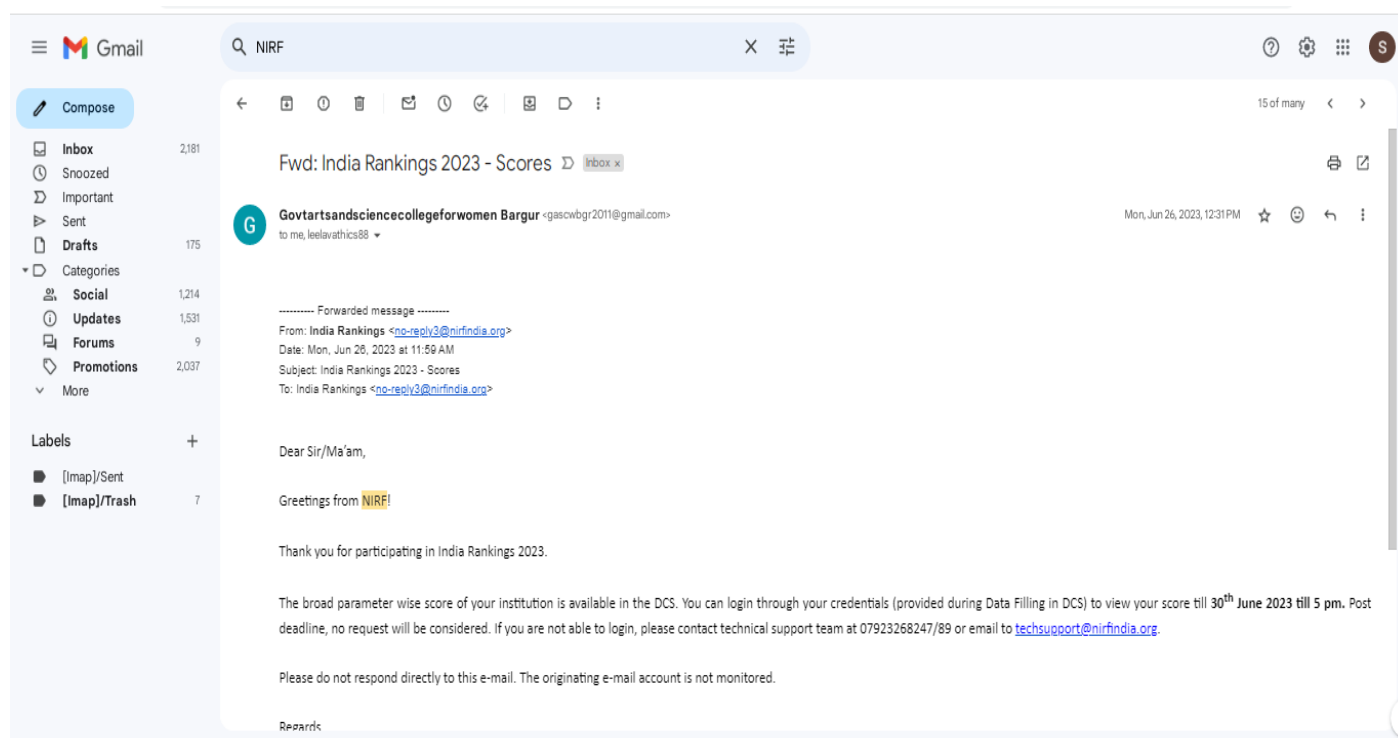 Gmail
NIRF
S
Compose
15 of many
Inbox 2,181
Snoozed
Important
Sent
Drafts 175
Categories
Social 1,214
Updates 1,531
Forums 9
Promotions 2,037
More
Labels
[Imap]/Sent
[Imap]/Trash 7
Fwd: India Rankings 2023 - Scores Inbox x
G
Govtartsandsciencecollegeforwomen Bargur <gascwbgr2011@gmail.com> Mon, Jun 26, 2023, 12:31 PM
to me, leelavathics88
---------- Forwarded message ---------
From: India Rankings <no-reply3@nirfindia.org>
Date: Mon, Jun 26, 2023 at 11:59 AM
Subject: India Rankings 2023 - Scores
To: India Rankings <no-reply3@nirfindia.org>
Dear Sir/Ma'am,
Greetings from NIRF!
Thank you for participating in India Rankings 2023.
The broad parameter wise score of your institution is available in the DCS. You can login through your credentials (provided during Data Filling in DCS) to view your score till 30th June 2023 till 5 pm. Post
deadline, no request will be considered. If you are not able to login, please contact technical support team at 07923268247/89 or email to techsupport@nirfindia.org.
Please do not respond directly to this e-mail. The originating e-mail account is not monitored.
Regards